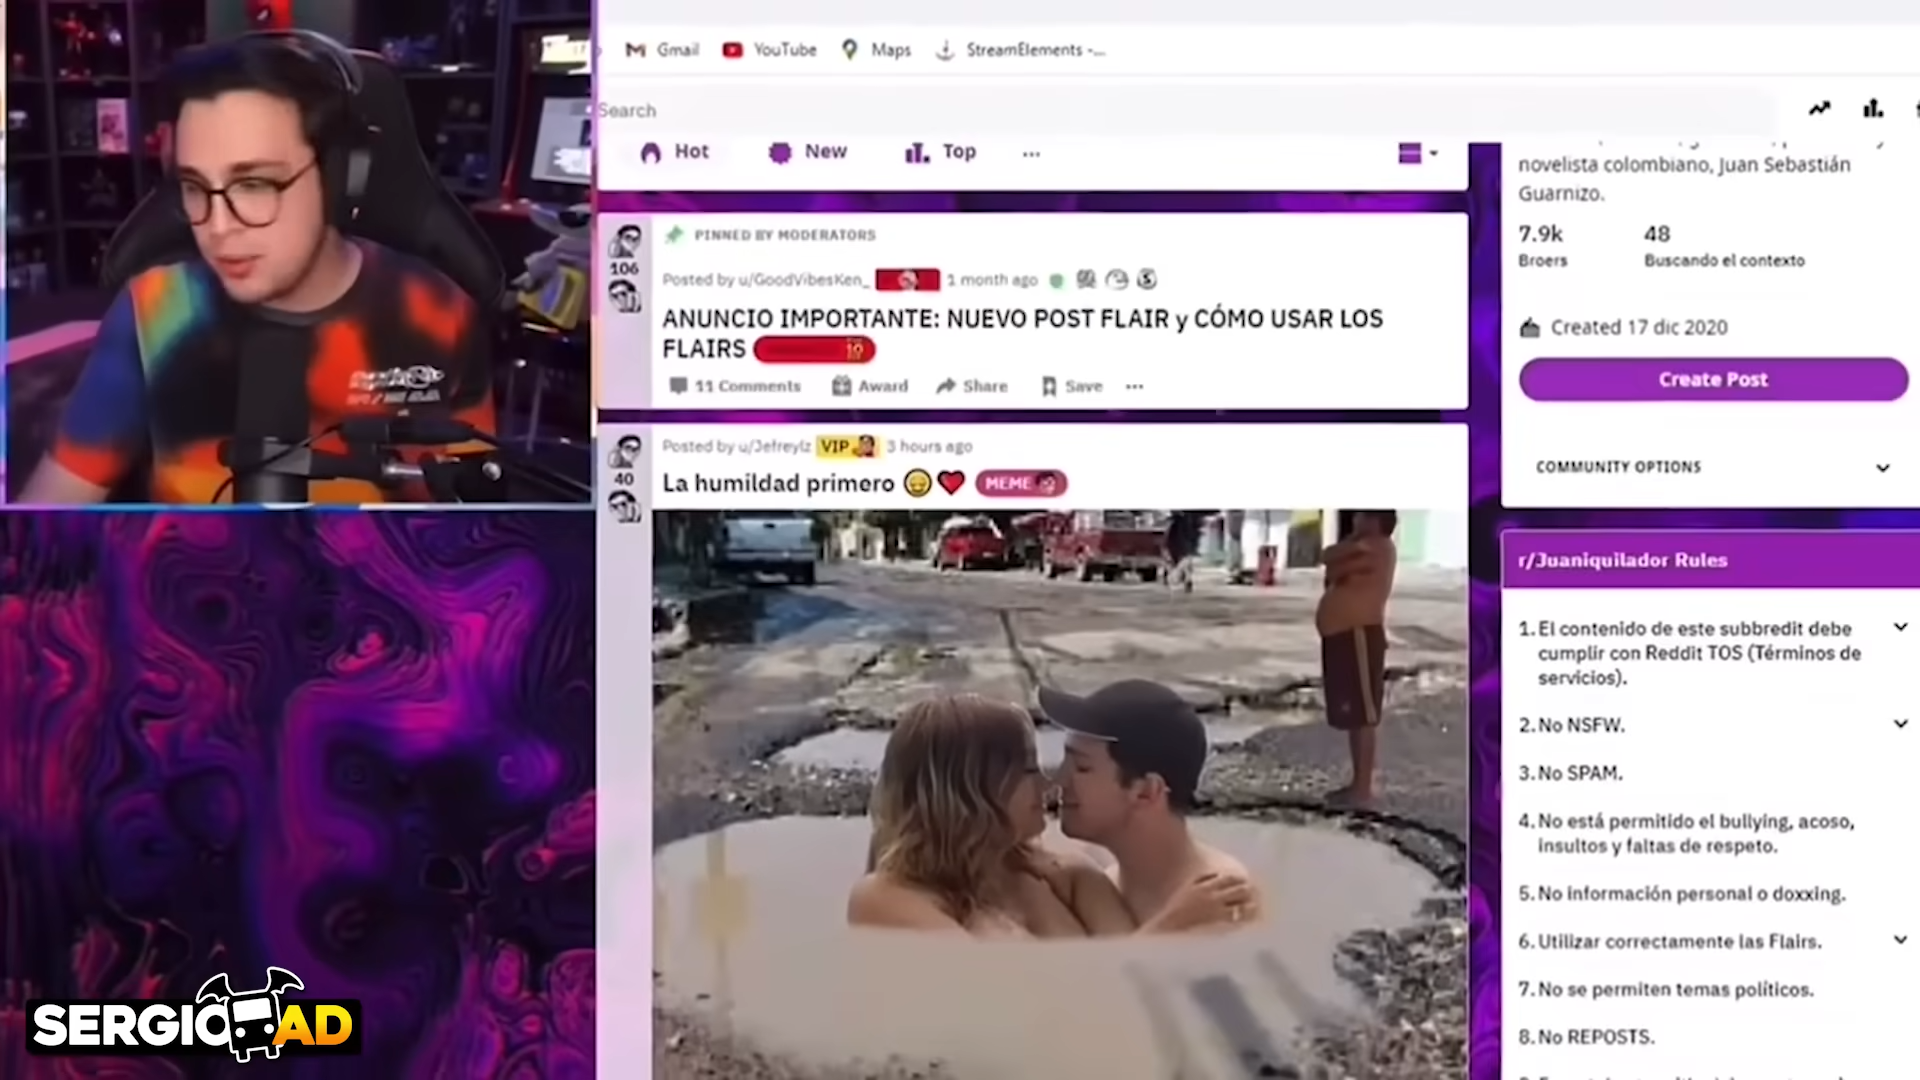 Gmail
YouTube
Maps
StreamElements -...
Search
Hot
New
Top
...
novelista colombiano, Juan Sebastián
Guarnizo.
7.9k
48
Broers
Buscando el contexto
Created 17 dic 2020
Create Post
COMMUNITY OPTIONS
PINNED BY MODERATORS
106
Posted by u/GoodVibesKen_
1 month ago
ANUNCIO IMPORTANTE: NUEVO POST FLAIR y CÓMO USAR LOS
FLAIRS
11 Comments
Award
Share
Save
...
Posted by u/Jefreylz
VIP
3 hours ago
40
La humildad primero
MEME
r/Juaniquilador Rules
1. El contenido de este subbredit debe
cumplir con Reddit TOS (Términos de
servicios).
2. No NSFW.
3. No SPAM.
4. No está permitido el bullying, acoso,
insultos y faltas de respeto.
5. No información personal o doxxing.
6. Utilizar correctamente las Flairs.
7. No se permiten temas políticos.
8. No REPOSTS.
SERGIO AD